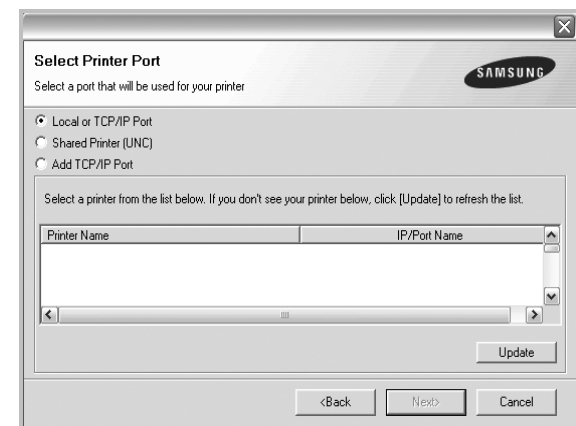 Select Printer Port
Select a port that will be used for your printer
SAMSUNG
Local or TCP/IP Port
Shared Printer (UNC)
Add TCP/IP Port
Select a printer from the list below. If you don't see your printer below, click [Update] to refresh the list.
Printer Name IP/Port Name
Update
<Back Next> Cancel